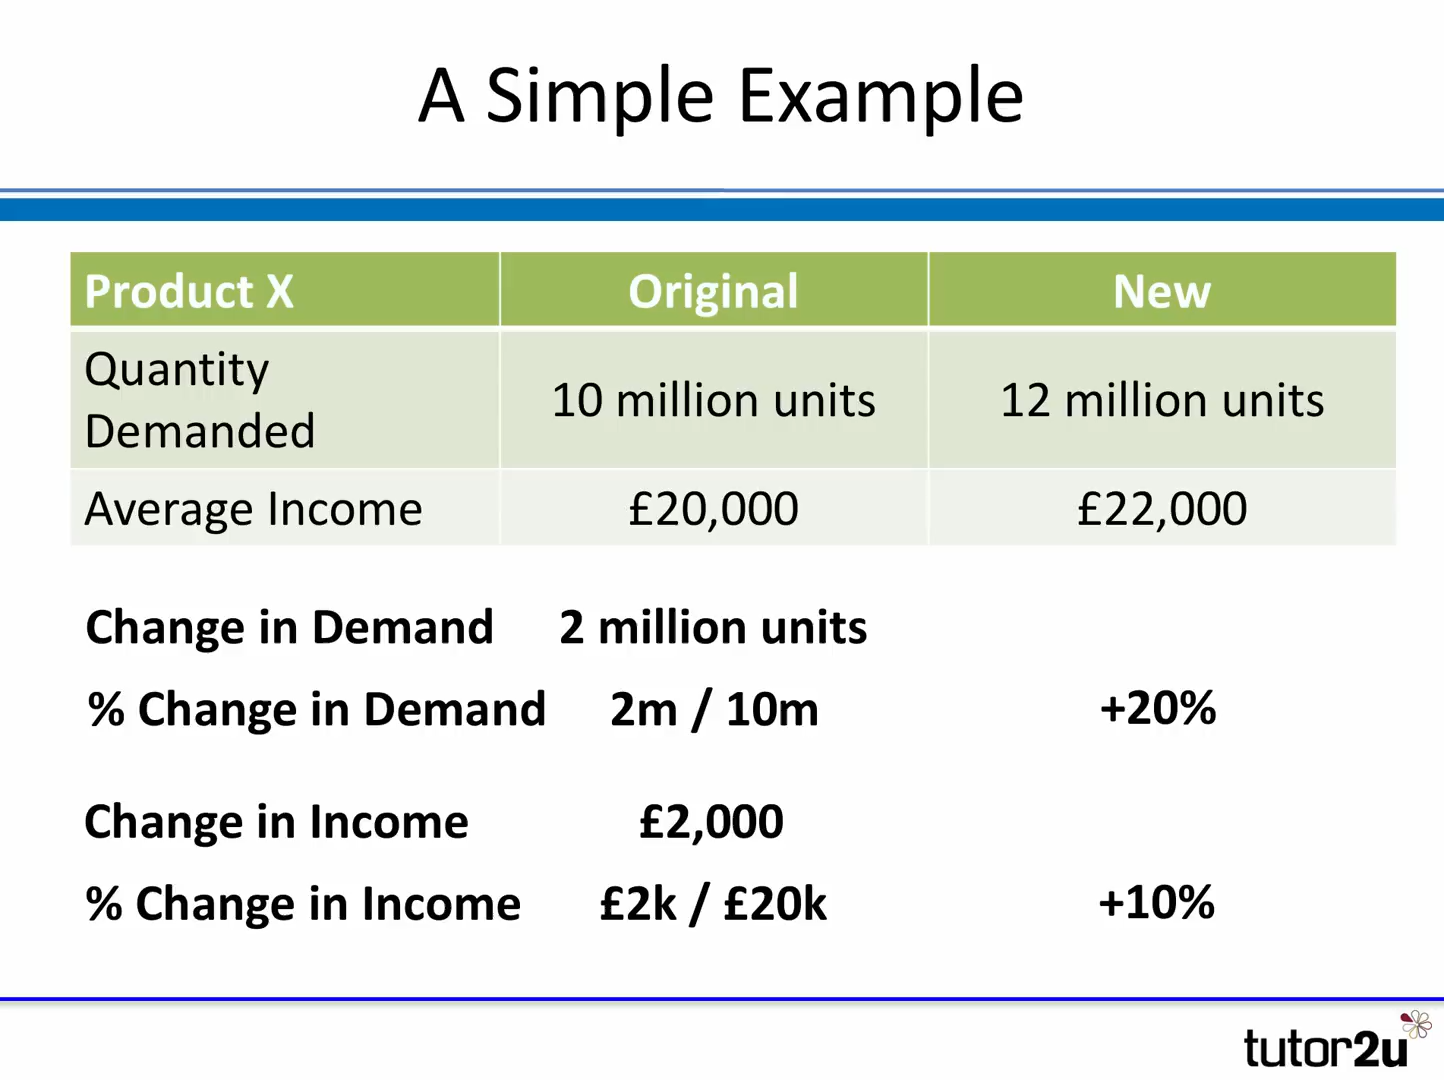 A Simple Example
Product X Original New
Quantity
Demanded
10 million units 12 million units
Average Income £20,000 £22,000
Change in Demand 2 million units
% Change in Demand 2m / 10m +20%
Change in Income £2,000
% Change in Income £2k / £20k +10%
tutor2u